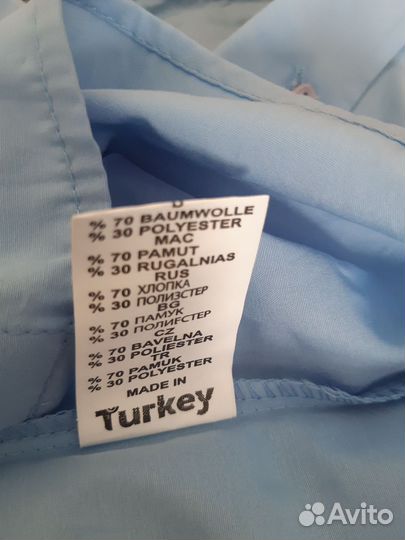 D
% 70 BAUMWOLLE
% 30 POLYESTER
MAC
% 70 PAMUT
% 30 RUGALNIAS
RUS
% 70 ХЛОПКА
% 30 ПОЛИЭСТЕР
BG
% 70 ПАМУК
% 30 ПОЛИЕСТЕР
CZ
% 70 BAVELNA
% 30 POLIESTER
TR
% 70 PAMUK
% 30 POLYESTER
MADE IN
Turkey
Avito